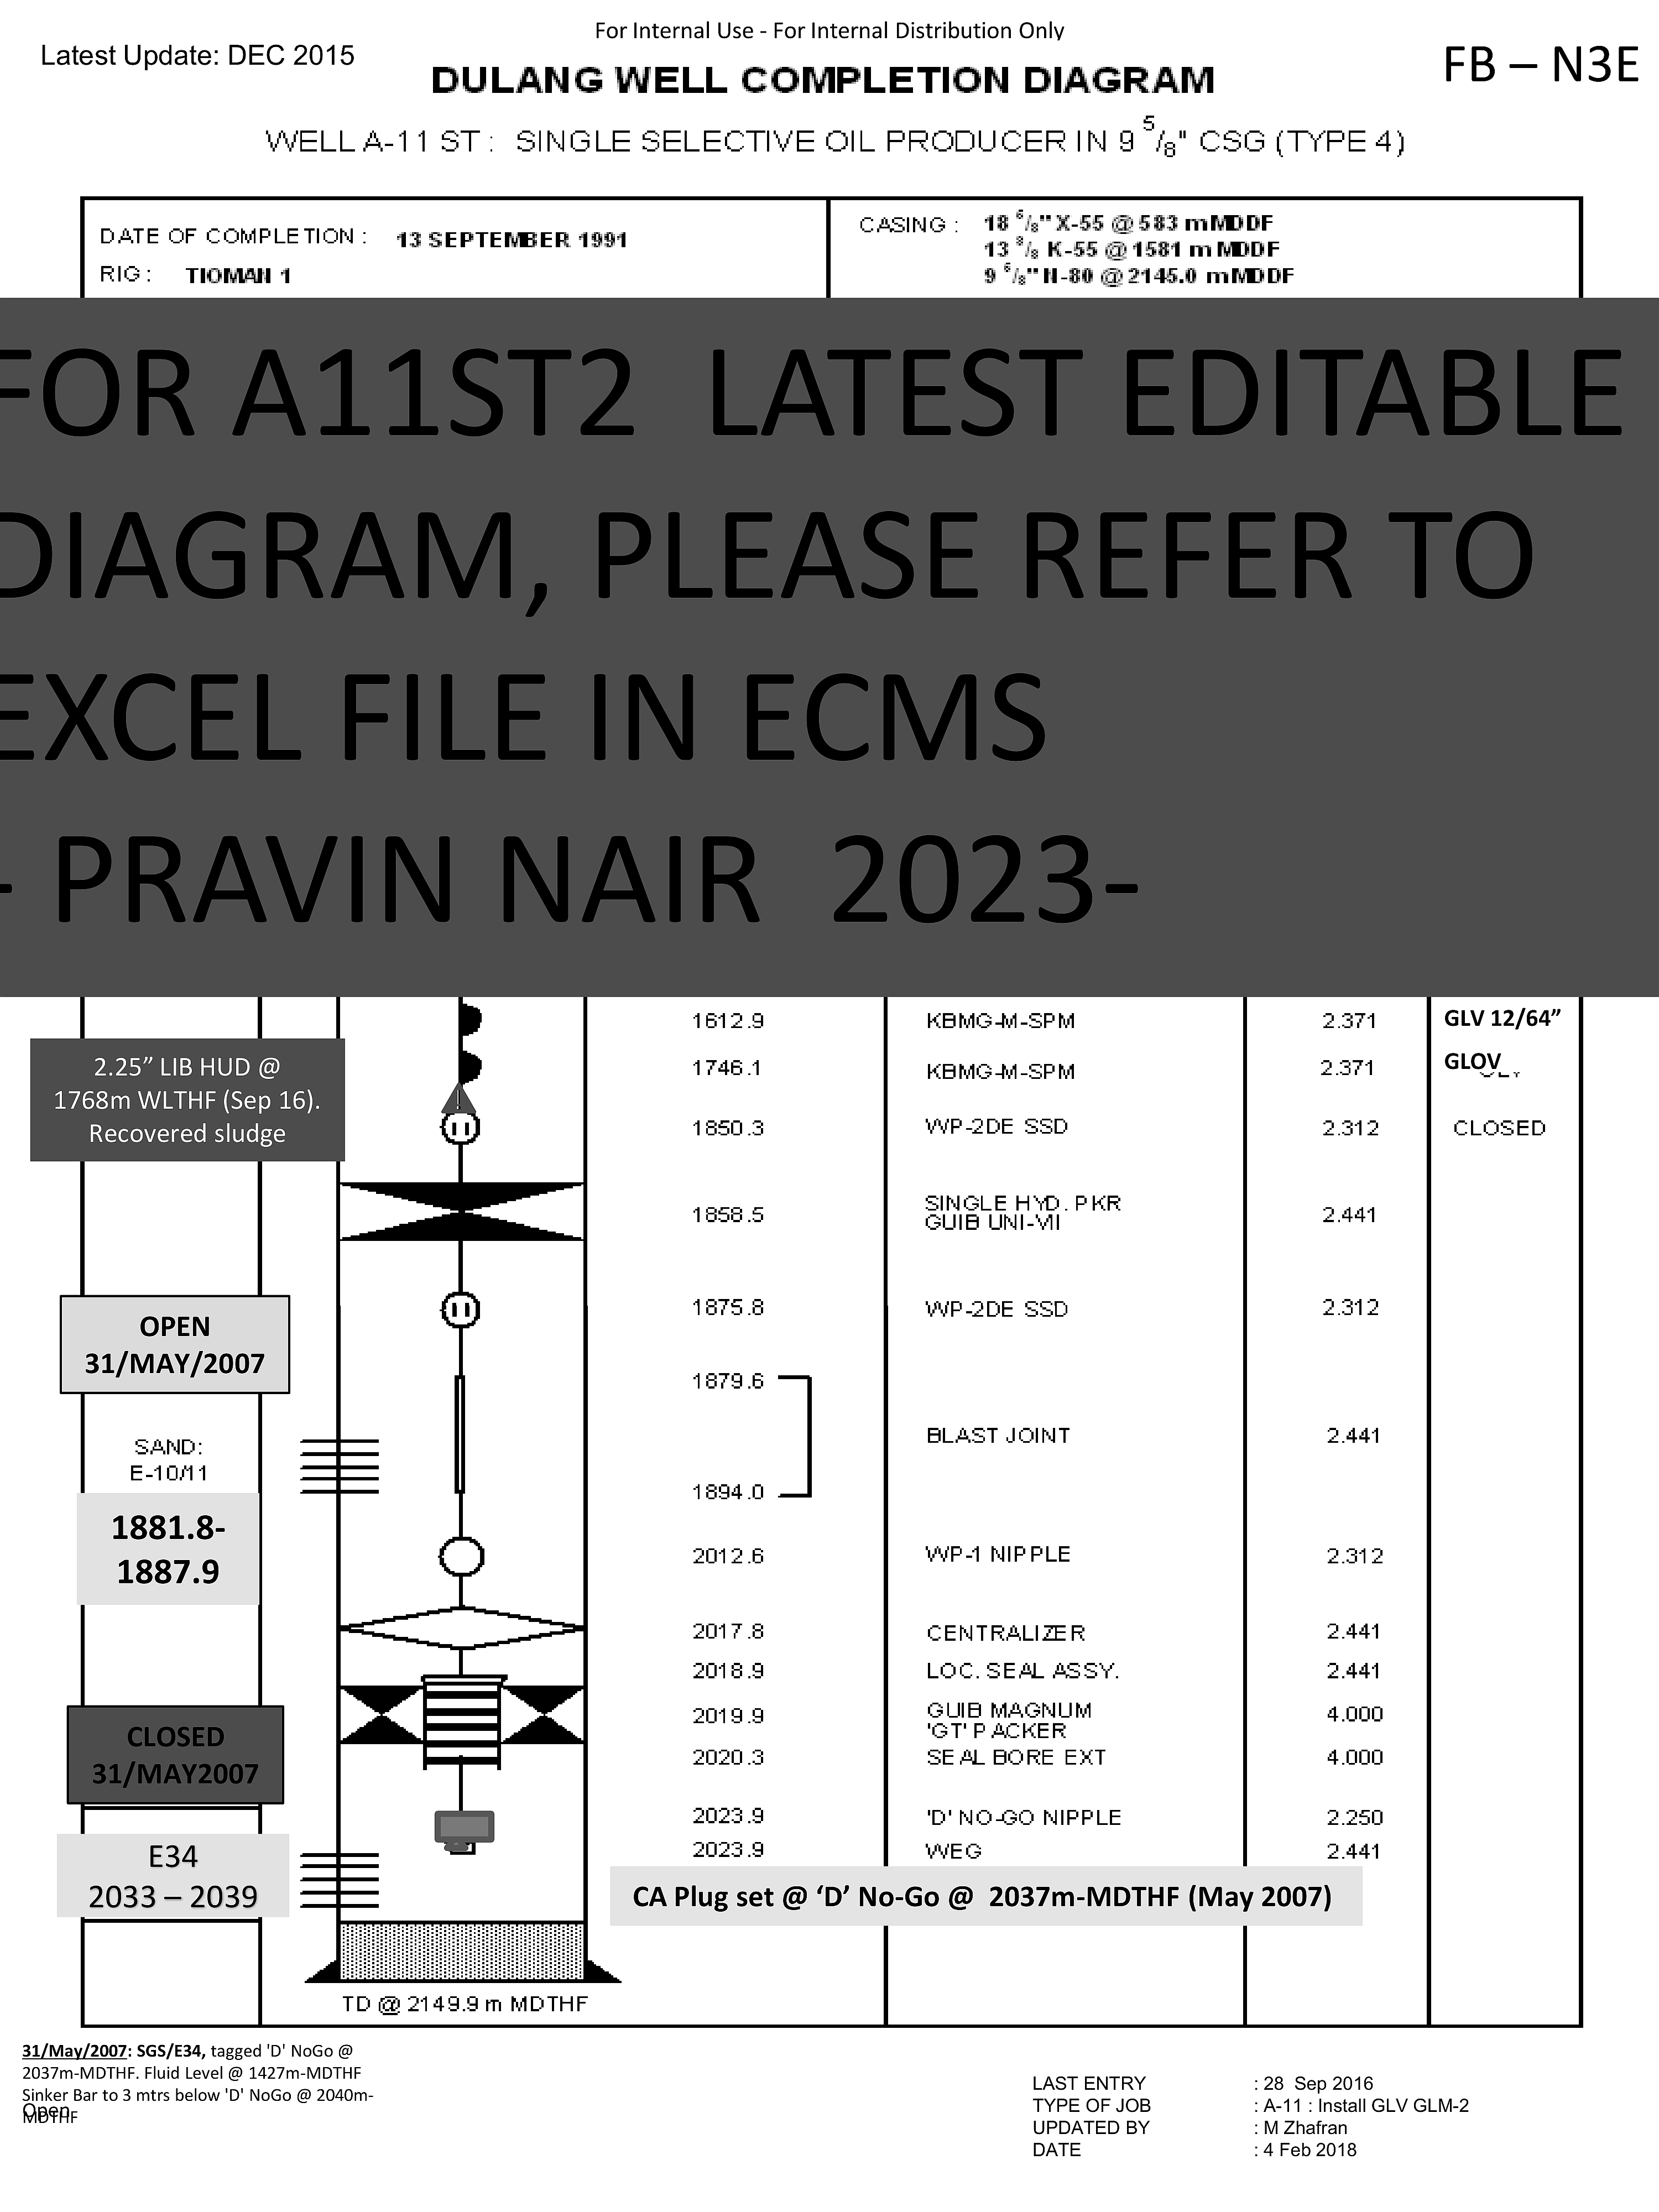 For Internal Use - For Internal Distribution Only
Latest Update: DEC 2015
DULANG WELL COMPLETION DIAGRAM
FB – N3E
WELL A-11 ST : SINGLE SELECTIVE OIL PRODUCER IN 9 5/8" CSG (TYPE 4)
DATE OF COMPLETION : 13 SEPTEMBER 1991
RIG : TIOMAN 1
CASING : 18 5/8" X-55 @ 583 mMDDF
13 3/8 K-55 @ 1581 m MDDF
9 5/8" N-80 @ 2145.0 mMDDF
FOR A11ST2 LATEST EDITABLE
DIAGRAM, PLEASE REFER TO
EXCEL FILE IN ECMS
- PRAVIN NAIR 2023-
1612.9 KBMG-M-SPM 2.371 GLV 12/64”
1746.1 KBMG-M-SPM 2.371 GLOV
2.25” LIB HUD @
1768m WLTHF (Sep 16).
Recovered sludge
1850.3 WP-2DE SSD 2.312 CLOSED
1858.5 SINGLE HYD. PKR
GUIB UNI-VII 2.441
1875.8 WP-2DE SSD 2.312
OPEN
31/MAY/2007
1879.6
BLAST JOINT 2.441
1894.0
SAND:
E-10/11
1881.8-
1887.9
2012.6 WP-1 NIPPLE 2.312
2017.8 CENTRALIZER 2.441
2018.9 LOC. SEAL ASSY. 2.441
2019.9 GUIB MAGNUM
'GT' PACKER 4.000
2020.3 SEAL BORE EXT 4.000
CLOSED
31/MAY2007
2023.9 'D' NO-GO NIPPLE 2.250
2023.9 WEG 2.441
E34
2033 – 2039
CA Plug set @ ‘D’ No-Go @ 2037m-MDTHF (May 2007)
TD @ 2149.9 m MDTHF
31/May/2007: SGS/E34, tagged 'D' NoGo @
2037m-MDTHF. Fluid Level @ 1427m-MDTHF
Sinker Bar to 3 mtrs below 'D' NoGo @ 2040m-
MDTHF
Open
LAST ENTRY : 28 Sep 2016
TYPE OF JOB : A-11 : Install GLV GLM-2
UPDATED BY : M Zhafran
DATE : 4 Feb 2018